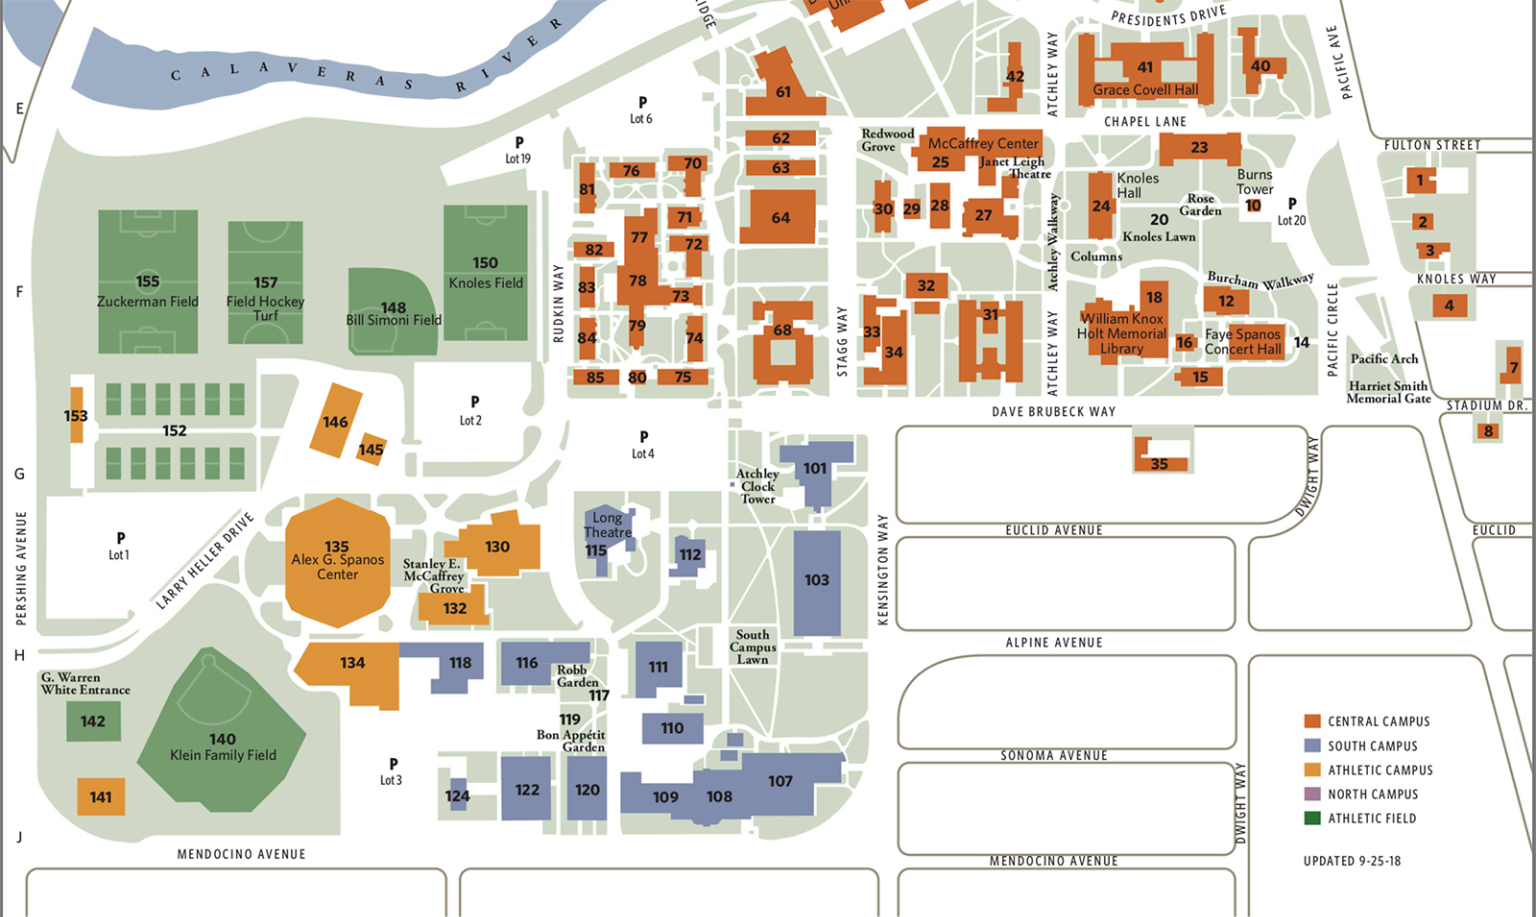 PRESIDENTS DRIVE
CALAVERAS RIVER
PACIFIC AVE
ATCHLEY WAY
E
P
Lot 6
61
42
41
Grace Covell Hall
40
CHAPEL LANE
P
Lot 19
62
63
64
Redwood
Grove
McCaffrey Center
25
Janet Leigh
Theatre
23
FULTON STREET
76
70
81
71
77
72
82
30
29
28
27
Knoles
Hall
24
Burns
Tower
10
Rose
Garden
20
Knoles Lawn
P
Lot 20
1
2
3
Atchley Walkway
Columns
F
155
Zuckerman Field
157
Field Hockey
Turf
148
Bill Simoni Field
150
Knoles Field
RUDKIN WAY
83
78
73
84
79
74
85
80
75
68
STAGG WAY
32
33
34
31
ATCHLEY WAY
18
William Knox
Holt Memorial
Library
Burcham Walkway
12
16
Faye Spanos
Concert Hall
14
15
PACIFIC CIRCLE
KNOLES WAY
4
Pacific Arch
Harriet Smith
Memorial Gate
7
STADIUM DR.
8
DAVE BRUBECK WAY
153
152
146
145
P
Lot 2
P
Lot 4
G
Atchley
Clock
Tower
101
35
DWIGHT WAY
EUCLID AVENUE
EUCLID
PERSHING AVENUE
P
Lot 1
LARRY HELLER DRIVE
135
Alex G. Spanos
Center
130
Stanley E.
McCaffrey
Grove
132
Long
Theatre
115
112
103
KENSINGTON WAY
ALPINE AVENUE
H
G. Warren
White Entrance
142
141
140
Klein Family Field
134
118
116
Robb
Garden
117
119
Bon Appétit
Garden
111
110
South
Campus
Lawn
P
Lot 3
124
122
120
109
108
107
SONOMA AVENUE
DWIGHT WAY
J
MENDOCINO AVENUE
MENDOCINO AVENUE
CENTRAL CAMPUS
SOUTH CAMPUS
ATHLETIC CAMPUS
NORTH CAMPUS
ATHLETIC FIELD
UPDATED 9-25-18